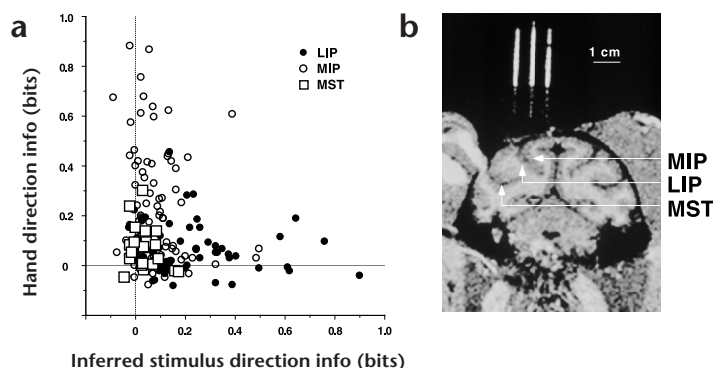 a
1.0
0.8
0.6
0.4
0.2
0
0 0.2 0.4 0.6 0.8 1.0
Hand direction info (bits)
Inferred stimulus direction info (bits)
LIP
MIP
MST
b
1 cm
MIP
LIP
MST